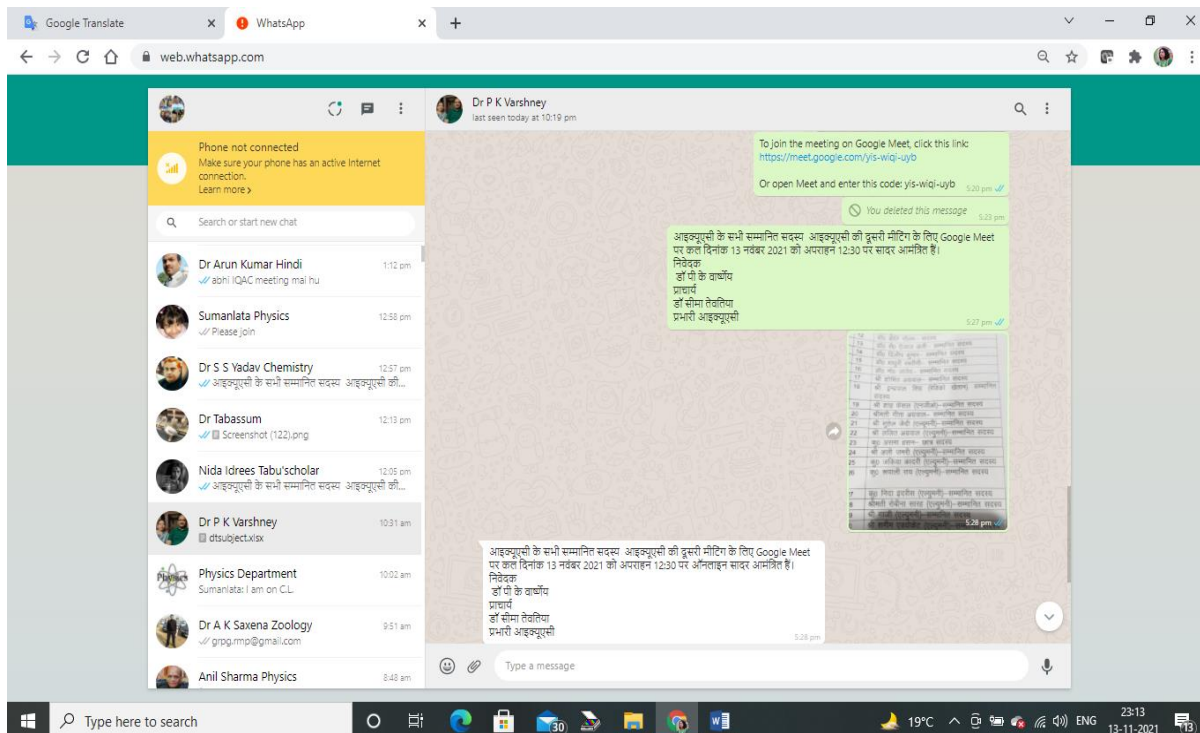 Google Translate
WhatsApp
web.whatsapp.com
Phone not connected
Make sure your phone has an active Internet
connection.
Learn more >
Search or start new chat
Dr Arun Kumar Hindi 1:12 pm
abhi IQAC meeting mai hu
Sumanlata Physics 12:58 pm
Please join
Dr S S Yadav Chemistry 12:57 pm
आइक्यूएसी के सभी सम्मानित सदस्य आइक्यूएसी की...
Dr Tabassum 12:13 pm
Screenshot (122).png
Nida Idrees Tabu'scholar 12:05 pm
आइक्यूएसी के सभी सम्मानित सदस्य आइक्यूएसी की...
Dr P K Varshney 10:31 am
dtsubject.xlsx
Physics Department 10:02 am
Sumanlata: I am on C.L.
Dr A K Saxena Zoology 9:51 am
grpg.rmp@gmail.com
Anil Sharma Physics 8:48 am
Dr P K Varshney
last seen today at 10:19 pm
To join the meeting on Google Meet, click this link:
https://meet.google.com/yis-wiqi-uyb
Or open Meet and enter this code: yis-wiqi-uyb 5:20 pm
You deleted this message 5:23 pm
आइक्यूएसी के सभी सम्मानित सदस्य आइक्यूएसी की दूसरी मीटिंग के लिए Google Meet
पर कल दिनांक 13 नवंबर 2021 को अपराहन 12:30 पर सादर आमंत्रित हैं।
निवेदक
डॉ पी के वार्ष्णेय
प्राचार्य
डॉ सीमा तेवतिया
प्रभारी आइक्यूएसी
5:27 pm
5:28 pm
आइक्यूएसी के सभी सम्मानित सदस्य आइक्यूएसी की दूसरी मीटिंग के लिए Google Meet
पर कल दिनांक 13 नवंबर 2021 को अपराहन 12:30 पर ऑनलाइन सादर आमंत्रित हैं।
निवेदक
डॉ पी के वार्ष्णेय
प्राचार्य
डॉ सीमा तेवतिया
प्रभारी आइक्यूएसी
5:28 pm
Type a message
Type here to search
30
19°C
ENG
23:13
13-11-2021
13